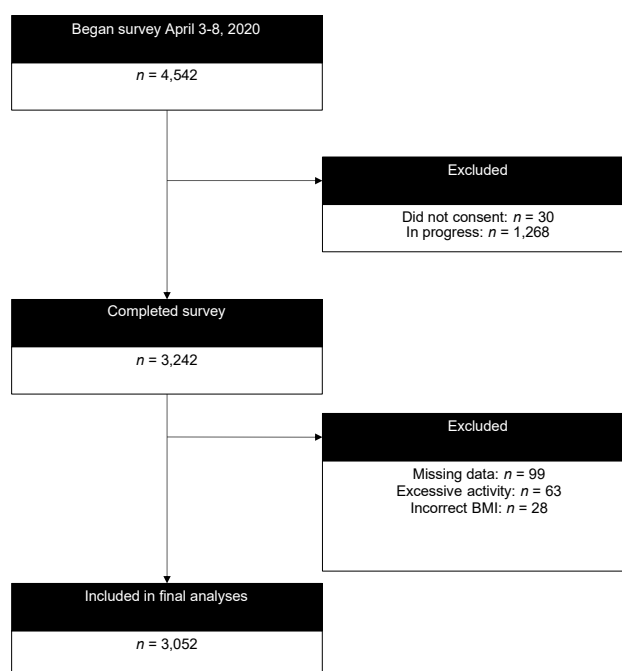 Began survey April 3-8, 2020
n = 4,542
Excluded
Did not consent: n = 30
In progress: n = 1,268
Completed survey
n = 3,242
Excluded
Missing data: n = 99
Excessive activity: n = 63
Incorrect BMI: n = 28
Included in final analyses
n = 3,052